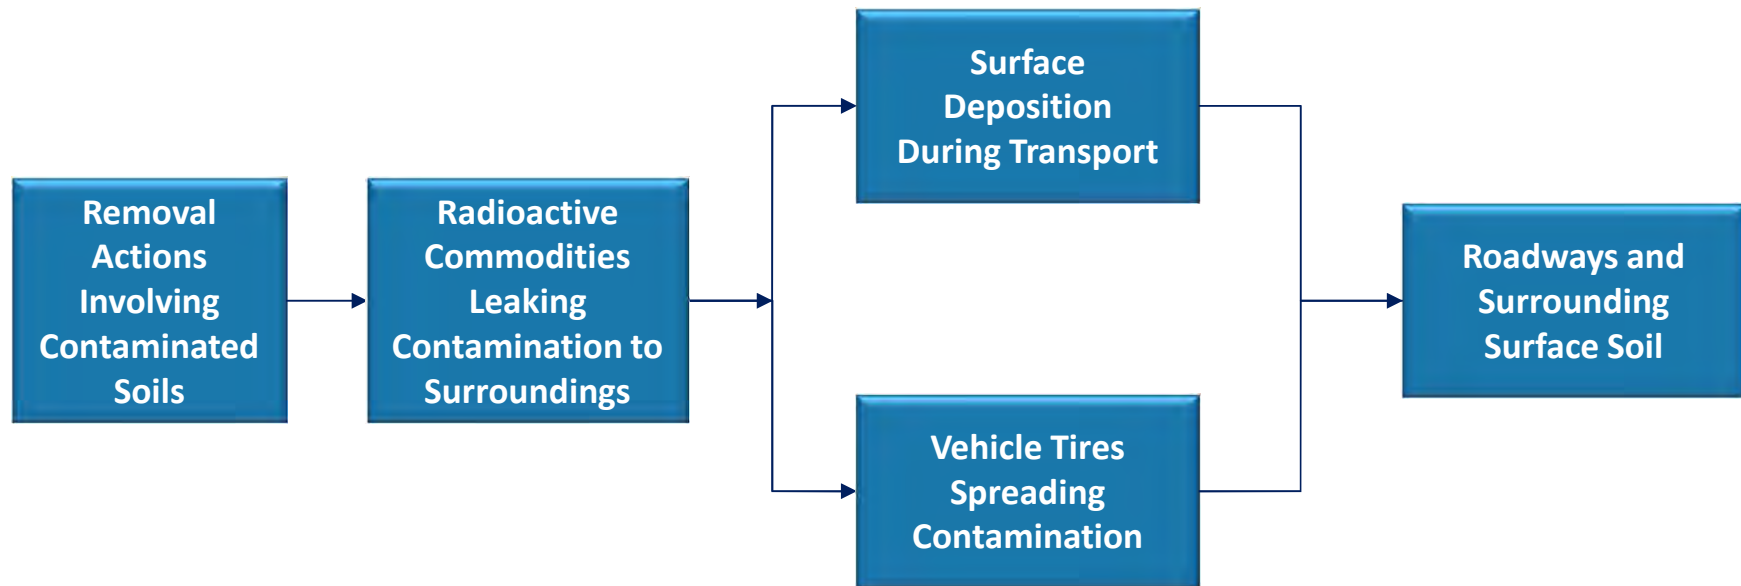 Removal
Actions
Involving
Contaminated
Soils
Radioactive
Commodities
Leaking
Contamination to
Surroundings
Surface
Deposition
During Transport
Vehicle Tires
Spreading
Contamination
Roadways and
Surrounding
Surface Soil